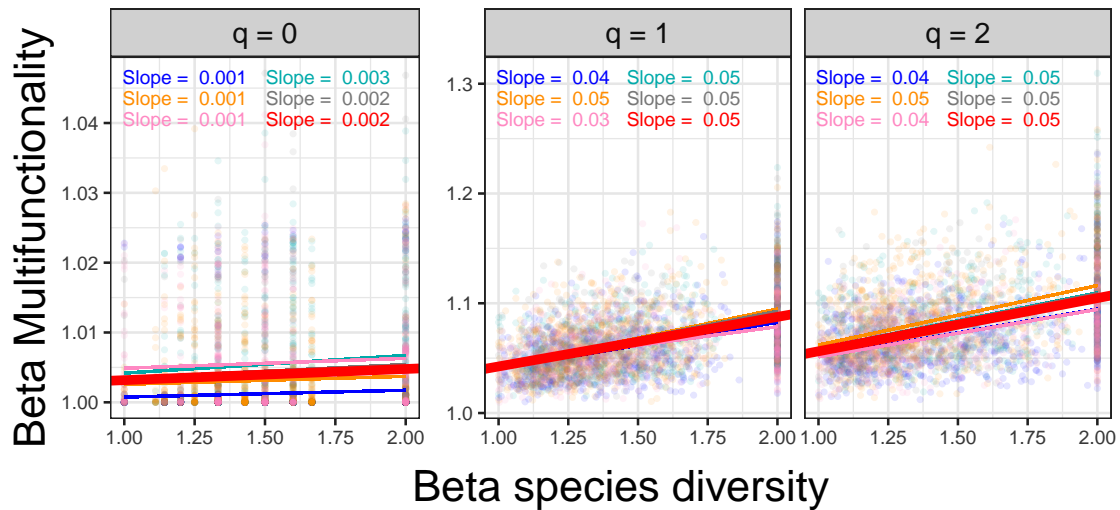 q = 0
q = 1
q = 2
Beta Multifunctionality
Slope = 0.001 Slope = 0.003
Slope = 0.001 Slope = 0.002
Slope = 0.001 Slope = 0.002
Slope = 0.04 Slope = 0.05
Slope = 0.05 Slope = 0.05
Slope = 0.03 Slope = 0.05
Slope = 0.04 Slope = 0.05
Slope = 0.05 Slope = 0.05
Slope = 0.04 Slope = 0.05
1.04
1.03
1.02
1.01
1.00
1.3
1.2
1.1
1.0
1.00 1.25 1.50 1.75 2.00
1.00 1.25 1.50 1.75 2.00
1.00 1.25 1.50 1.75 2.00
Beta species diversity